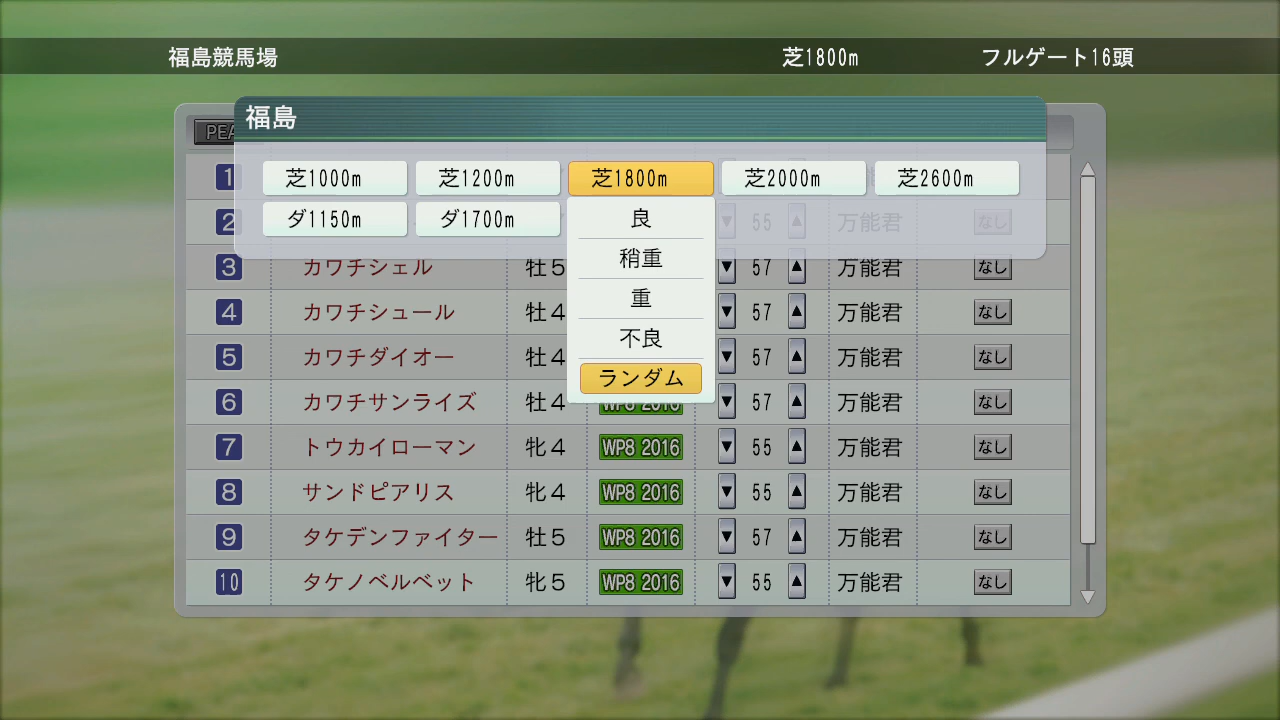 福島競馬場 芝1800m フルゲート16頭
福島
芝1000m 芝1200m 芝1800m 芝2000m 芝2600m
ダ1150m ダ1700m
良
稍重
重
不良
ランダム
1
2 55 万能君 なし
3 カワチシェル 牡5 57 万能君 なし
4 カワチシュール 牡4 57 万能君 なし
5 カワチダイオー 牡4 57 万能君 なし
6 カワチサンライズ 牡4 WP8 2016 57 万能君 なし
7 トウカイローマン 牝4 WP8 2016 55 万能君 なし
8 サンドピアリス 牝4 WP8 2016 55 万能君 なし
9 タケデンファイター 牡5 WP8 2016 57 万能君 なし
10 タケノベルベット 牝5 WP8 2016 55 万能君 なし